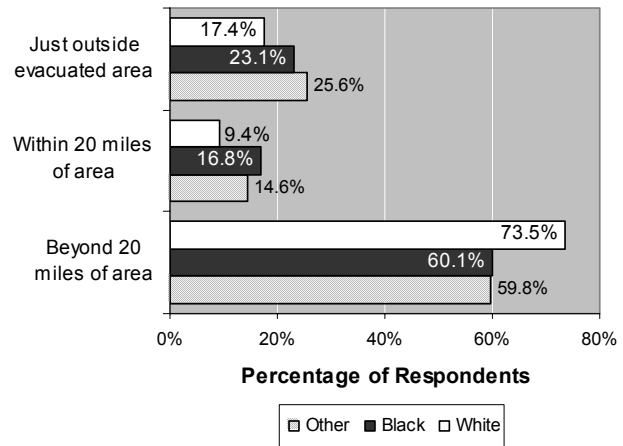 Just outside
evacuated area
17.4%
23.1%
25.6%
Within 20 miles
of area
9.4%
16.8%
14.6%
Beyond 20
miles of area
73.5%
60.1%
59.8%
0% 20% 40% 60% 80%
Percentage of Respondents
Other Black White